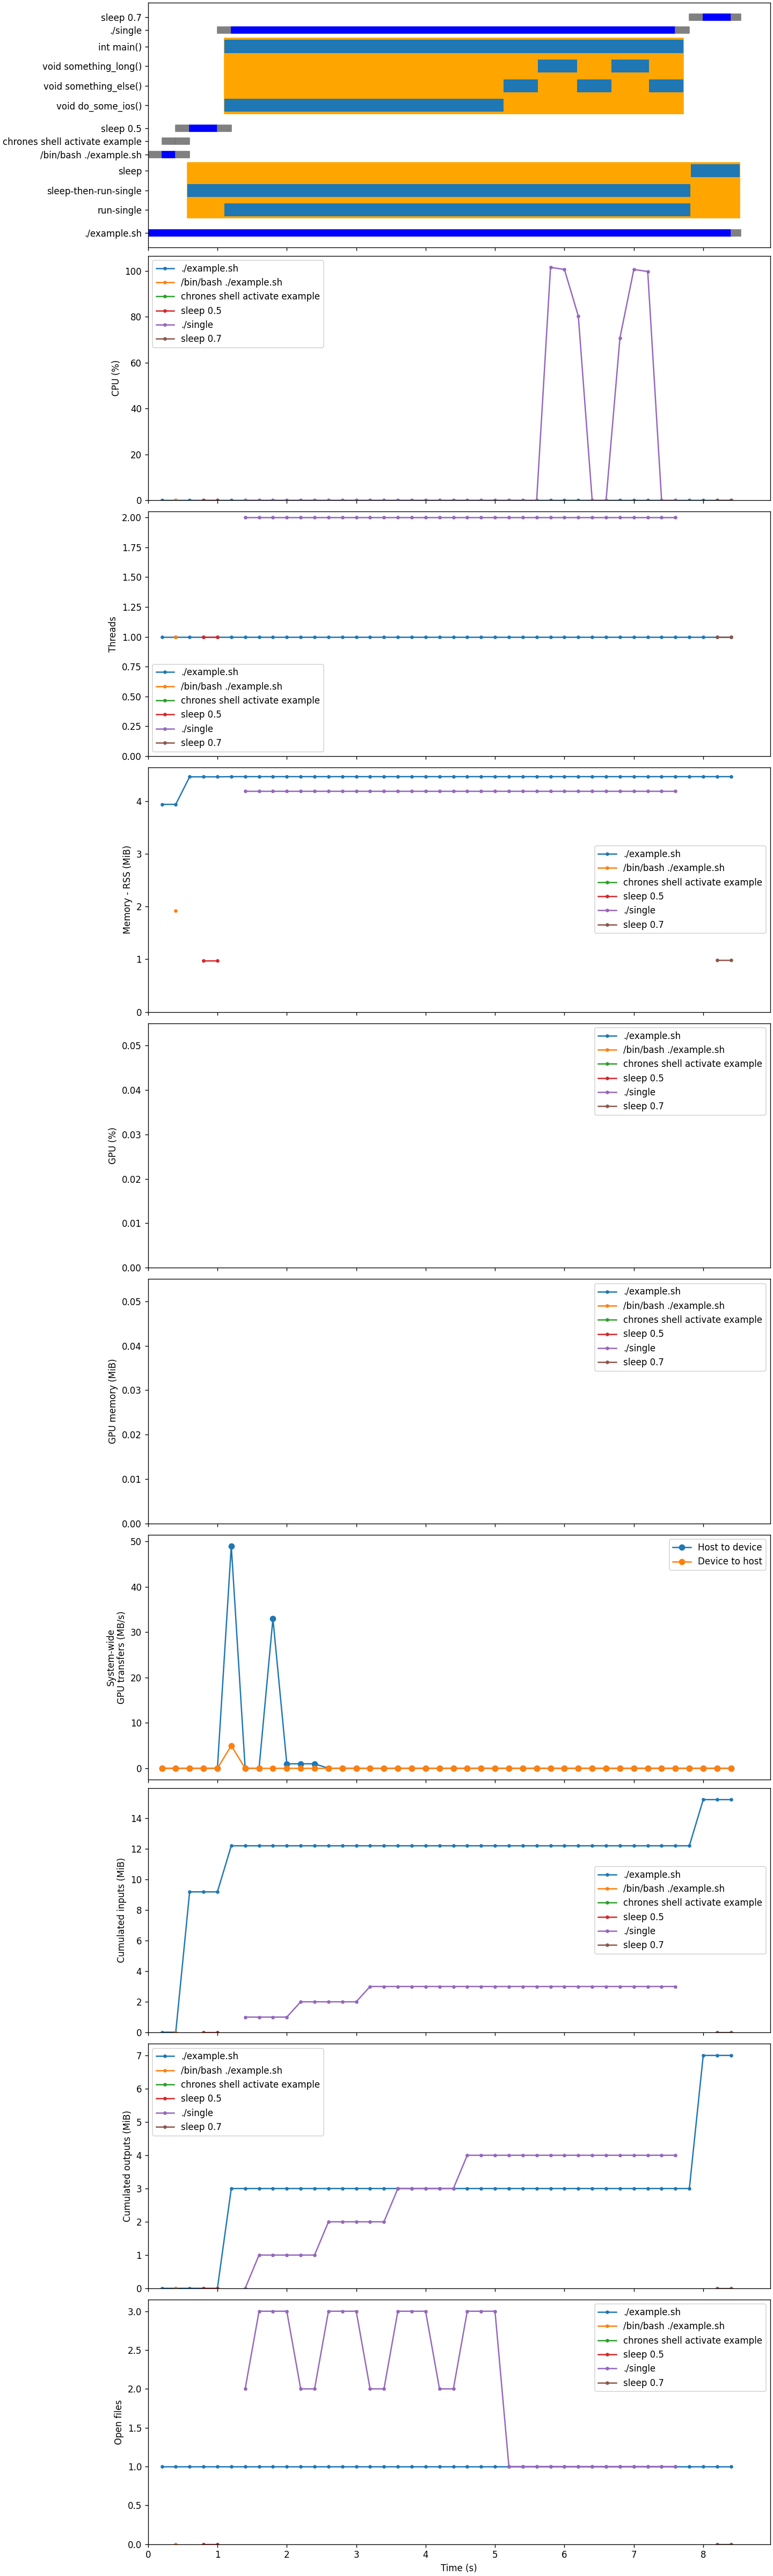 sleep 0.7
./single
int main()
void something_long()
void something_else()
void do_some_ios()
sleep 0.5
chrones shell activate example
/bin/bash ./example.sh
sleep
sleep-then-run-single
run-single
./example.sh
CPU (%)
100
80
60
40
20
0
./example.sh
/bin/bash ./example.sh
chrones shell activate example
sleep 0.5
./single
sleep 0.7
Threads
2.00
1.75
1.50
1.25
1.00
0.75
0.50
0.25
0.00
./example.sh
/bin/bash ./example.sh
chrones shell activate example
sleep 0.5
./single
sleep 0.7
Memory - RSS (MiB)
4
3
2
1
0
./example.sh
/bin/bash ./example.sh
chrones shell activate example
sleep 0.5
./single
sleep 0.7
GPU (%)
0.05
0.04
0.03
0.02
0.01
0.00
./example.sh
/bin/bash ./example.sh
chrones shell activate example
sleep 0.5
./single
sleep 0.7
GPU memory (MiB)
0.05
0.04
0.03
0.02
0.01
0.00
./example.sh
/bin/bash ./example.sh
chrones shell activate example
sleep 0.5
./single
sleep 0.7
System-wide
GPU transfers (MB/s)
50
40
30
20
10
0
Host to device
Device to host
Cumulated inputs (MiB)
14
12
10
8
6
4
2
0
./example.sh
/bin/bash ./example.sh
chrones shell activate example
sleep 0.5
./single
sleep 0.7
Cumulated outputs (MiB)
7
6
5
4
3
2
1
0
./example.sh
/bin/bash ./example.sh
chrones shell activate example
sleep 0.5
./single
sleep 0.7
Open files
3.0
2.5
2.0
1.5
1.0
0.5
0.0
./example.sh
/bin/bash ./example.sh
chrones shell activate example
sleep 0.5
./single
sleep 0.7
0 1 2 3 4 5 6 7 8
Time (s)